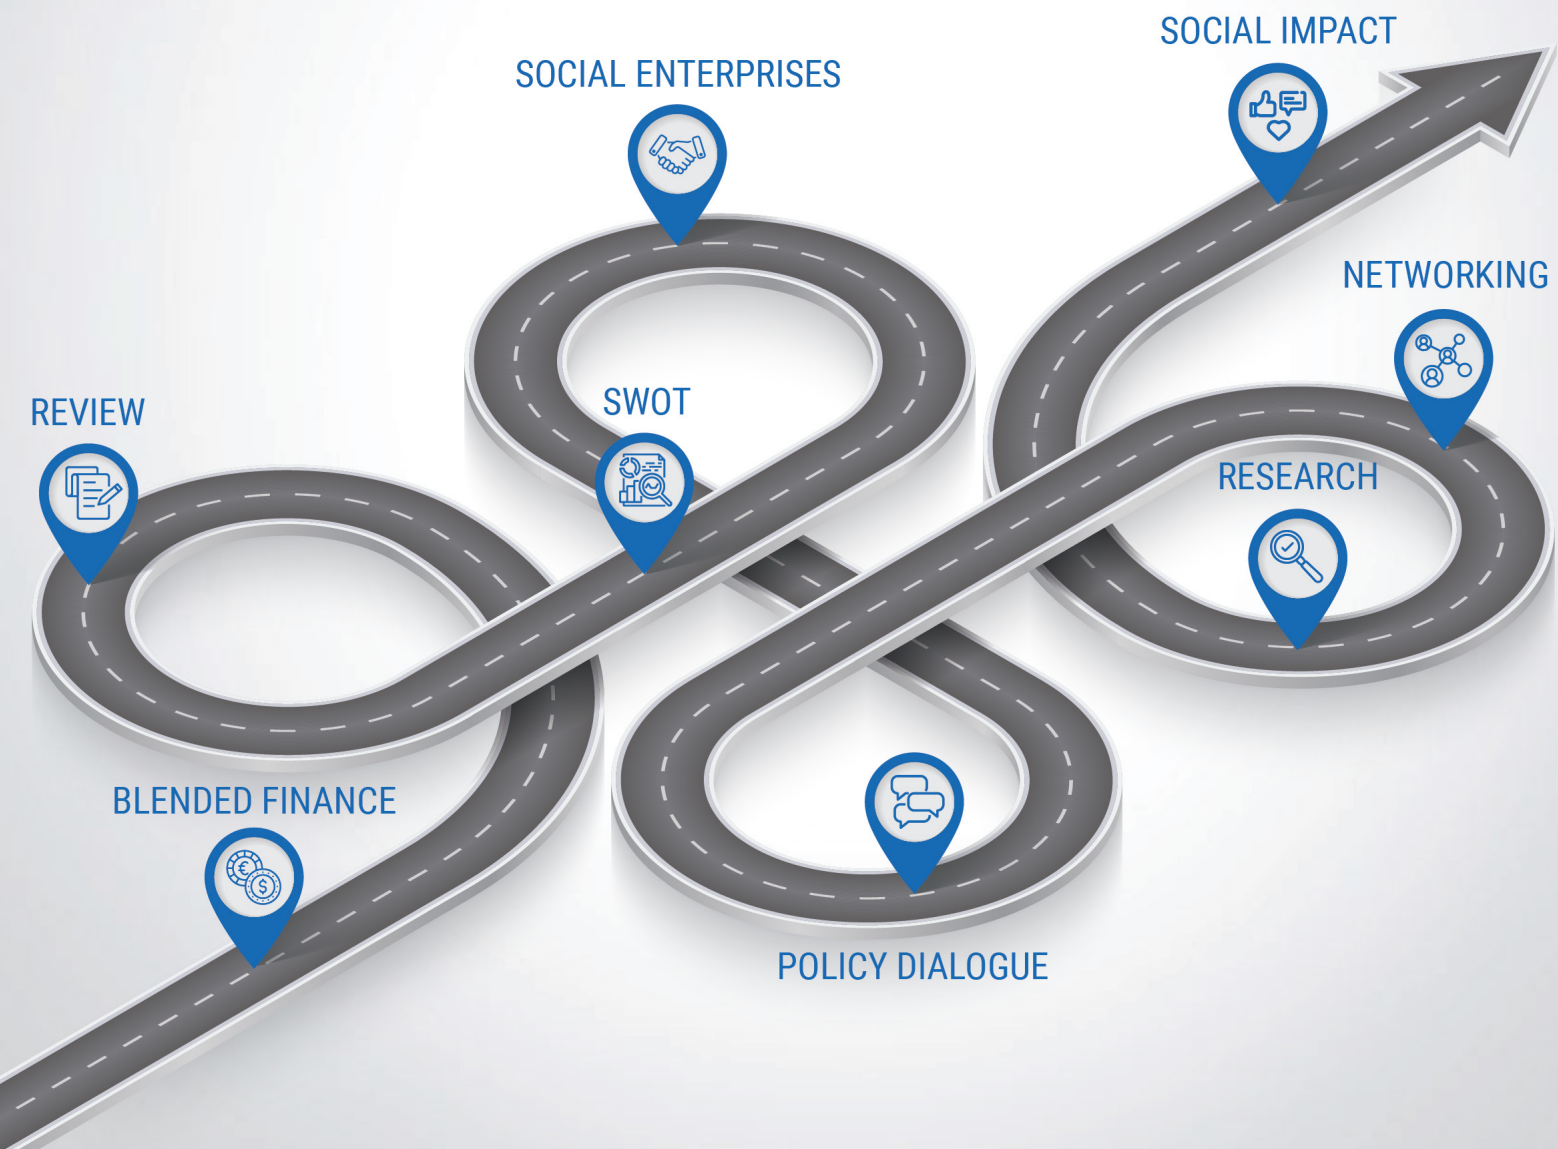 SOCIAL IMPACT
SOCIAL ENTERPRISES
NETWORKING
SWOT
REVIEW
RESEARCH
BLENDED FINANCE
€
$
POLICY DIALOGUE